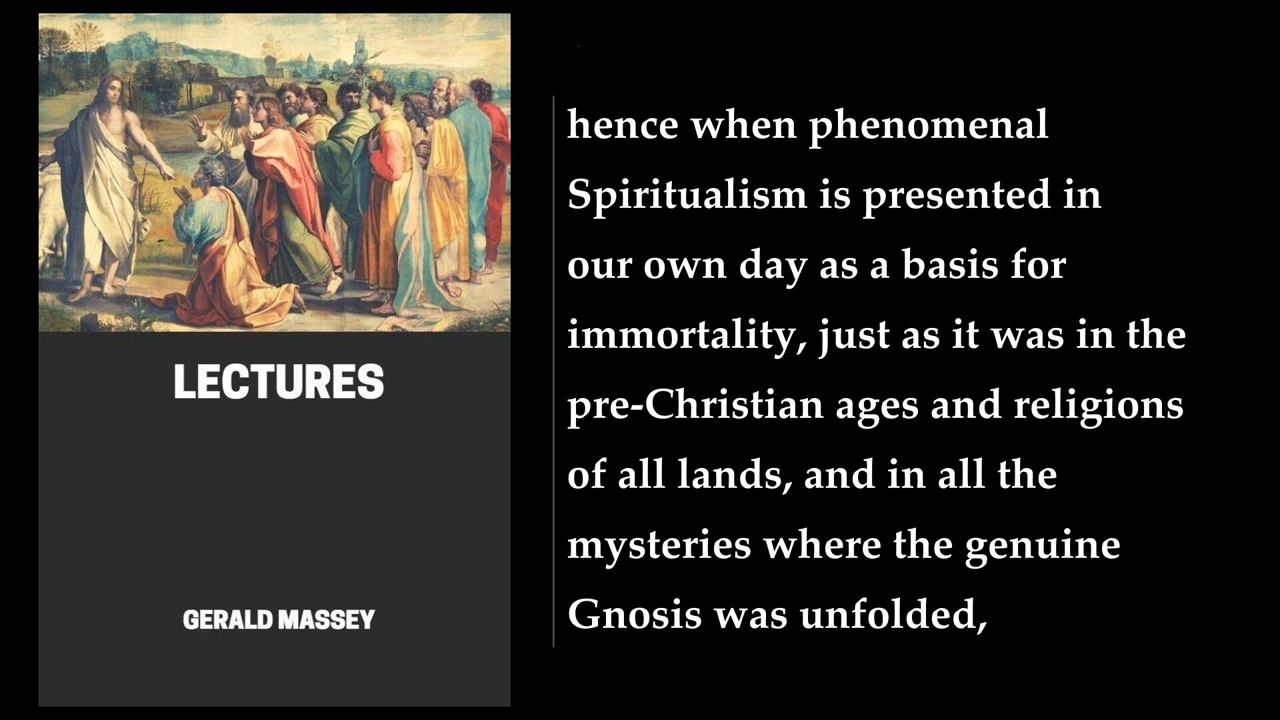 LECTURES
GERALD MASSEY
hence when phenomenal
Spiritualism is presented in
our own day as a basis for
immortality, just as it was in the
pre-Christian ages and religions
of all lands, and in all the
mysteries where the genuine
Gnosis was unfolded,